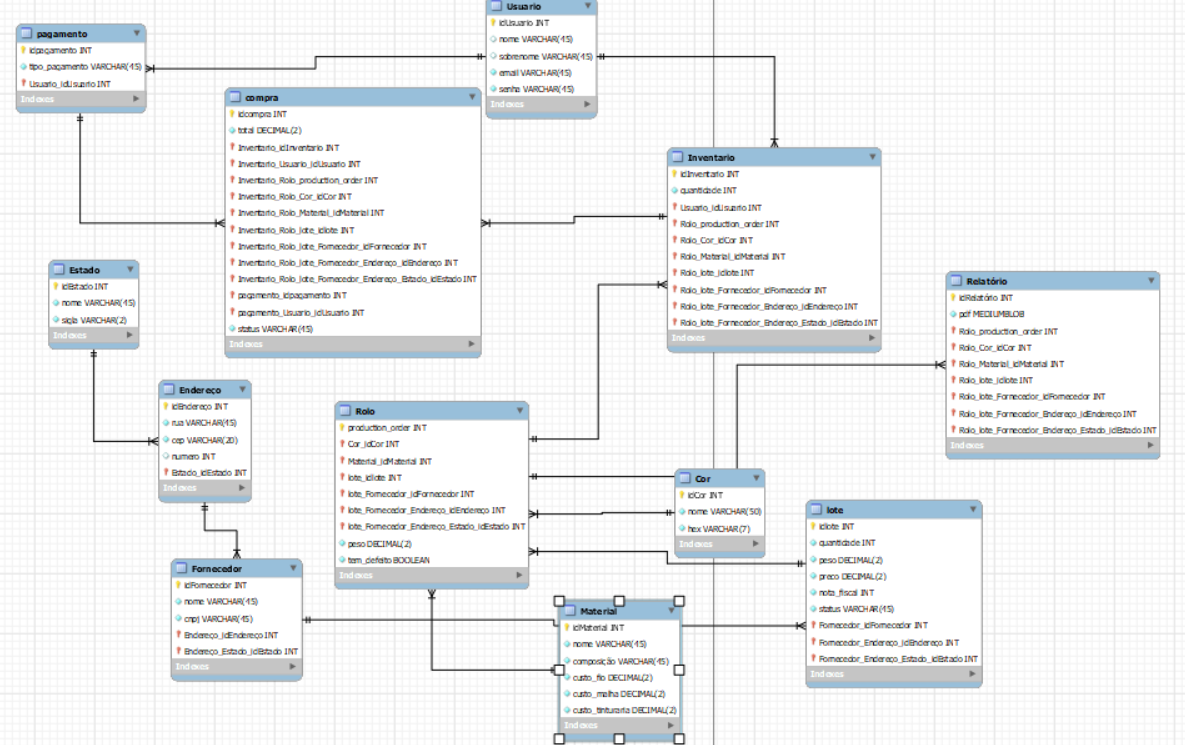 Usuario
idUsuario INT
nome VARCHAR(45)
sobrenome VARCHAR(45)
email VARCHAR(45)
senha VARCHAR(45)
Indexes
pagamento
idpagamento INT
tipo_pagamento VARCHAR(45)
Usuario_idUsuario INT
Indexes
compra
idcompra INT
total DECIMAL(2)
Inventario_idInventario INT
Inventario_Usuario_idUsuario INT
Inventario_Rolo_production_order INT
Inventario_Rolo_Cor_idCor INT
Inventario_Rolo_Material_idMaterial INT
Inventario_Rolo_lote_idlote INT
Inventario_Rolo_lote_Fornecedor_idFornecedor INT
Inventario_Rolo_lote_Fornecedor_Endereço_idEndereço INT
Inventario_Rolo_lote_Fornecedor_Endereço_Estado_idEstado INT
pagamento_idpagamento INT
pagamento_Usuario_idUsuario INT
status VARCHAR(45)
Indexes
Inventario
idInventario INT
quantidade INT
Usuario_idUsuario INT
Rolo_production_order INT
Rolo_Cor_idCor INT
Rolo_Material_idMaterial INT
Rolo_lote_idlote INT
Rolo_lote_Fornecedor_idFornecedor INT
Rolo_lote_Fornecedor_Endereço_idEndereço INT
Rolo_lote_Fornecedor_Endereço_Estado_idEstado INT
Indexes
Estado
idEstado INT
nome VARCHAR(45)
sigla VARCHAR(2)
Indexes
Relatório
idRelatório INT
pdf MEDIUMBLOB
Rolo_production_order INT
Rolo_Cor_idCor INT
Rolo_Material_idMaterial INT
Rolo_lote_idlote INT
Rolo_lote_Fornecedor_idFornecedor INT
Rolo_lote_Fornecedor_Endereço_idEndereço INT
Rolo_lote_Fornecedor_Endereço_Estado_idEstado INT
Indexes
Endereço
idEndereço INT
rua VARCHAR(45)
cep VARCHAR(20)
numero INT
Estado_idEstado INT
Indexes
Rolo
production_order INT
Cor_idCor INT
Material_idMaterial INT
lote_idlote INT
lote_Fornecedor_idFornecedor INT
lote_Fornecedor_Endereço_idEndereço INT
lote_Fornecedor_Endereço_Estado_idEstado INT
peso DECIMAL(2)
tem_defeito BOOLEAN
Indexes
Cor
idCor INT
nome VARCHAR(50)
hex VARCHAR(7)
Indexes
lote
idlote INT
quantidade INT
peso DECIMAL(2)
preco DECIMAL(2)
nota_fiscal INT
status VARCHAR(45)
Fornecedor_idFornecedor INT
Fornecedor_Endereço_idEndereço INT
Fornecedor_Endereço_Estado_idEstado INT
Indexes
Fornecedor
idFornecedor INT
nome VARCHAR(45)
cnpj VARCHAR(45)
Endereço_idEndereço INT
Endereço_Estado_idEstado INT
Indexes
Material
idMaterial INT
nome VARCHAR(45)
composição VARCHAR(45)
custo_fio DECIMAL(2)
custo_malha DECIMAL(2)
custo_tinturaria DECIMAL(2)
Indexes